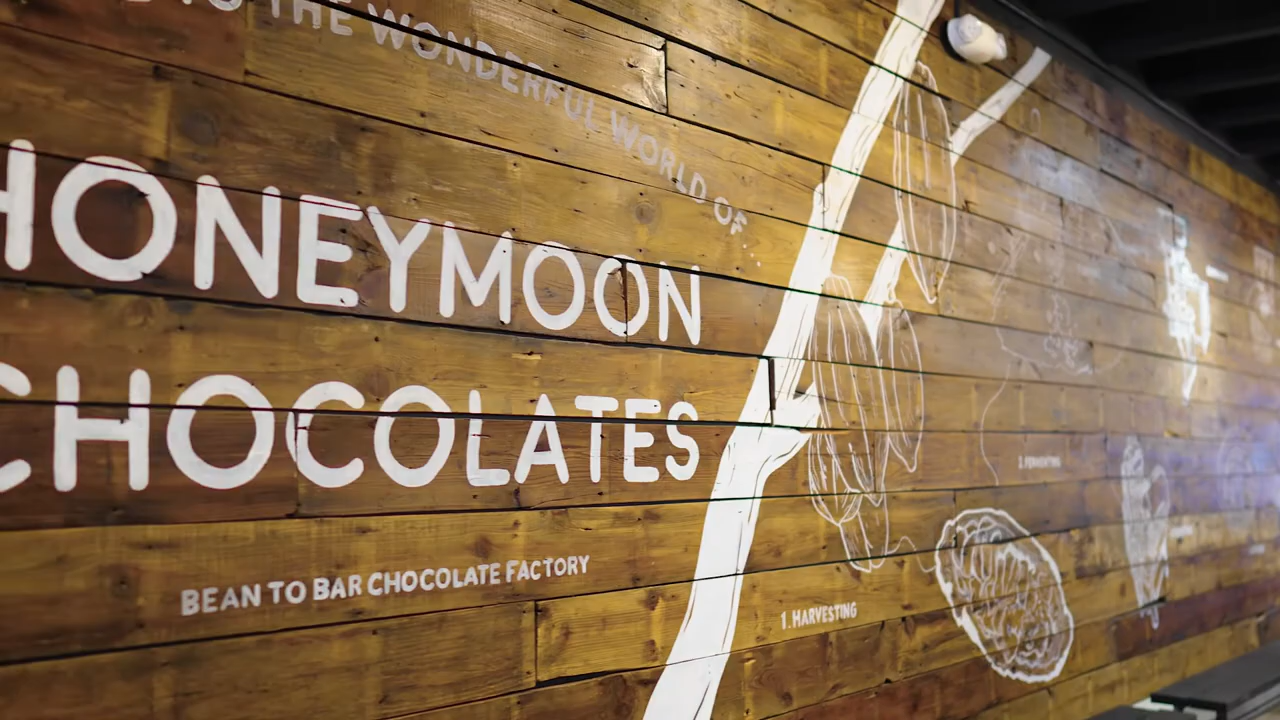 THE WONDERFUL WORLD OF
HONEYMOON
CHOCOLATES
BEAN TO BAR CHOCOLATE FACTORY
1.HARVESTING
2.FERMENTING